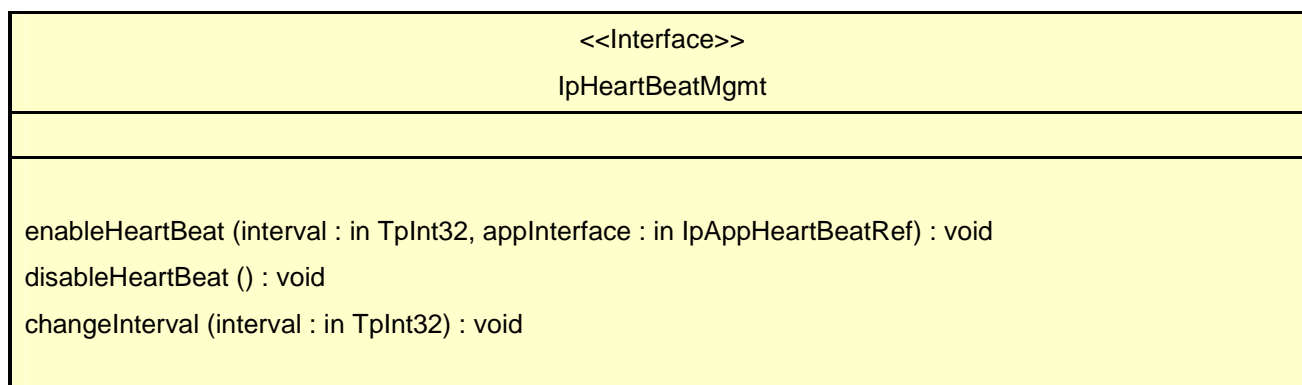 <<Interface>>
IpHeartBeatMgmt
enableHeartBeat (interval : in TpInt32, appInterface : in IpAppHeartBeatRef) : void
disableHeartBeat () : void
changeInterval (interval : in TpInt32) : void